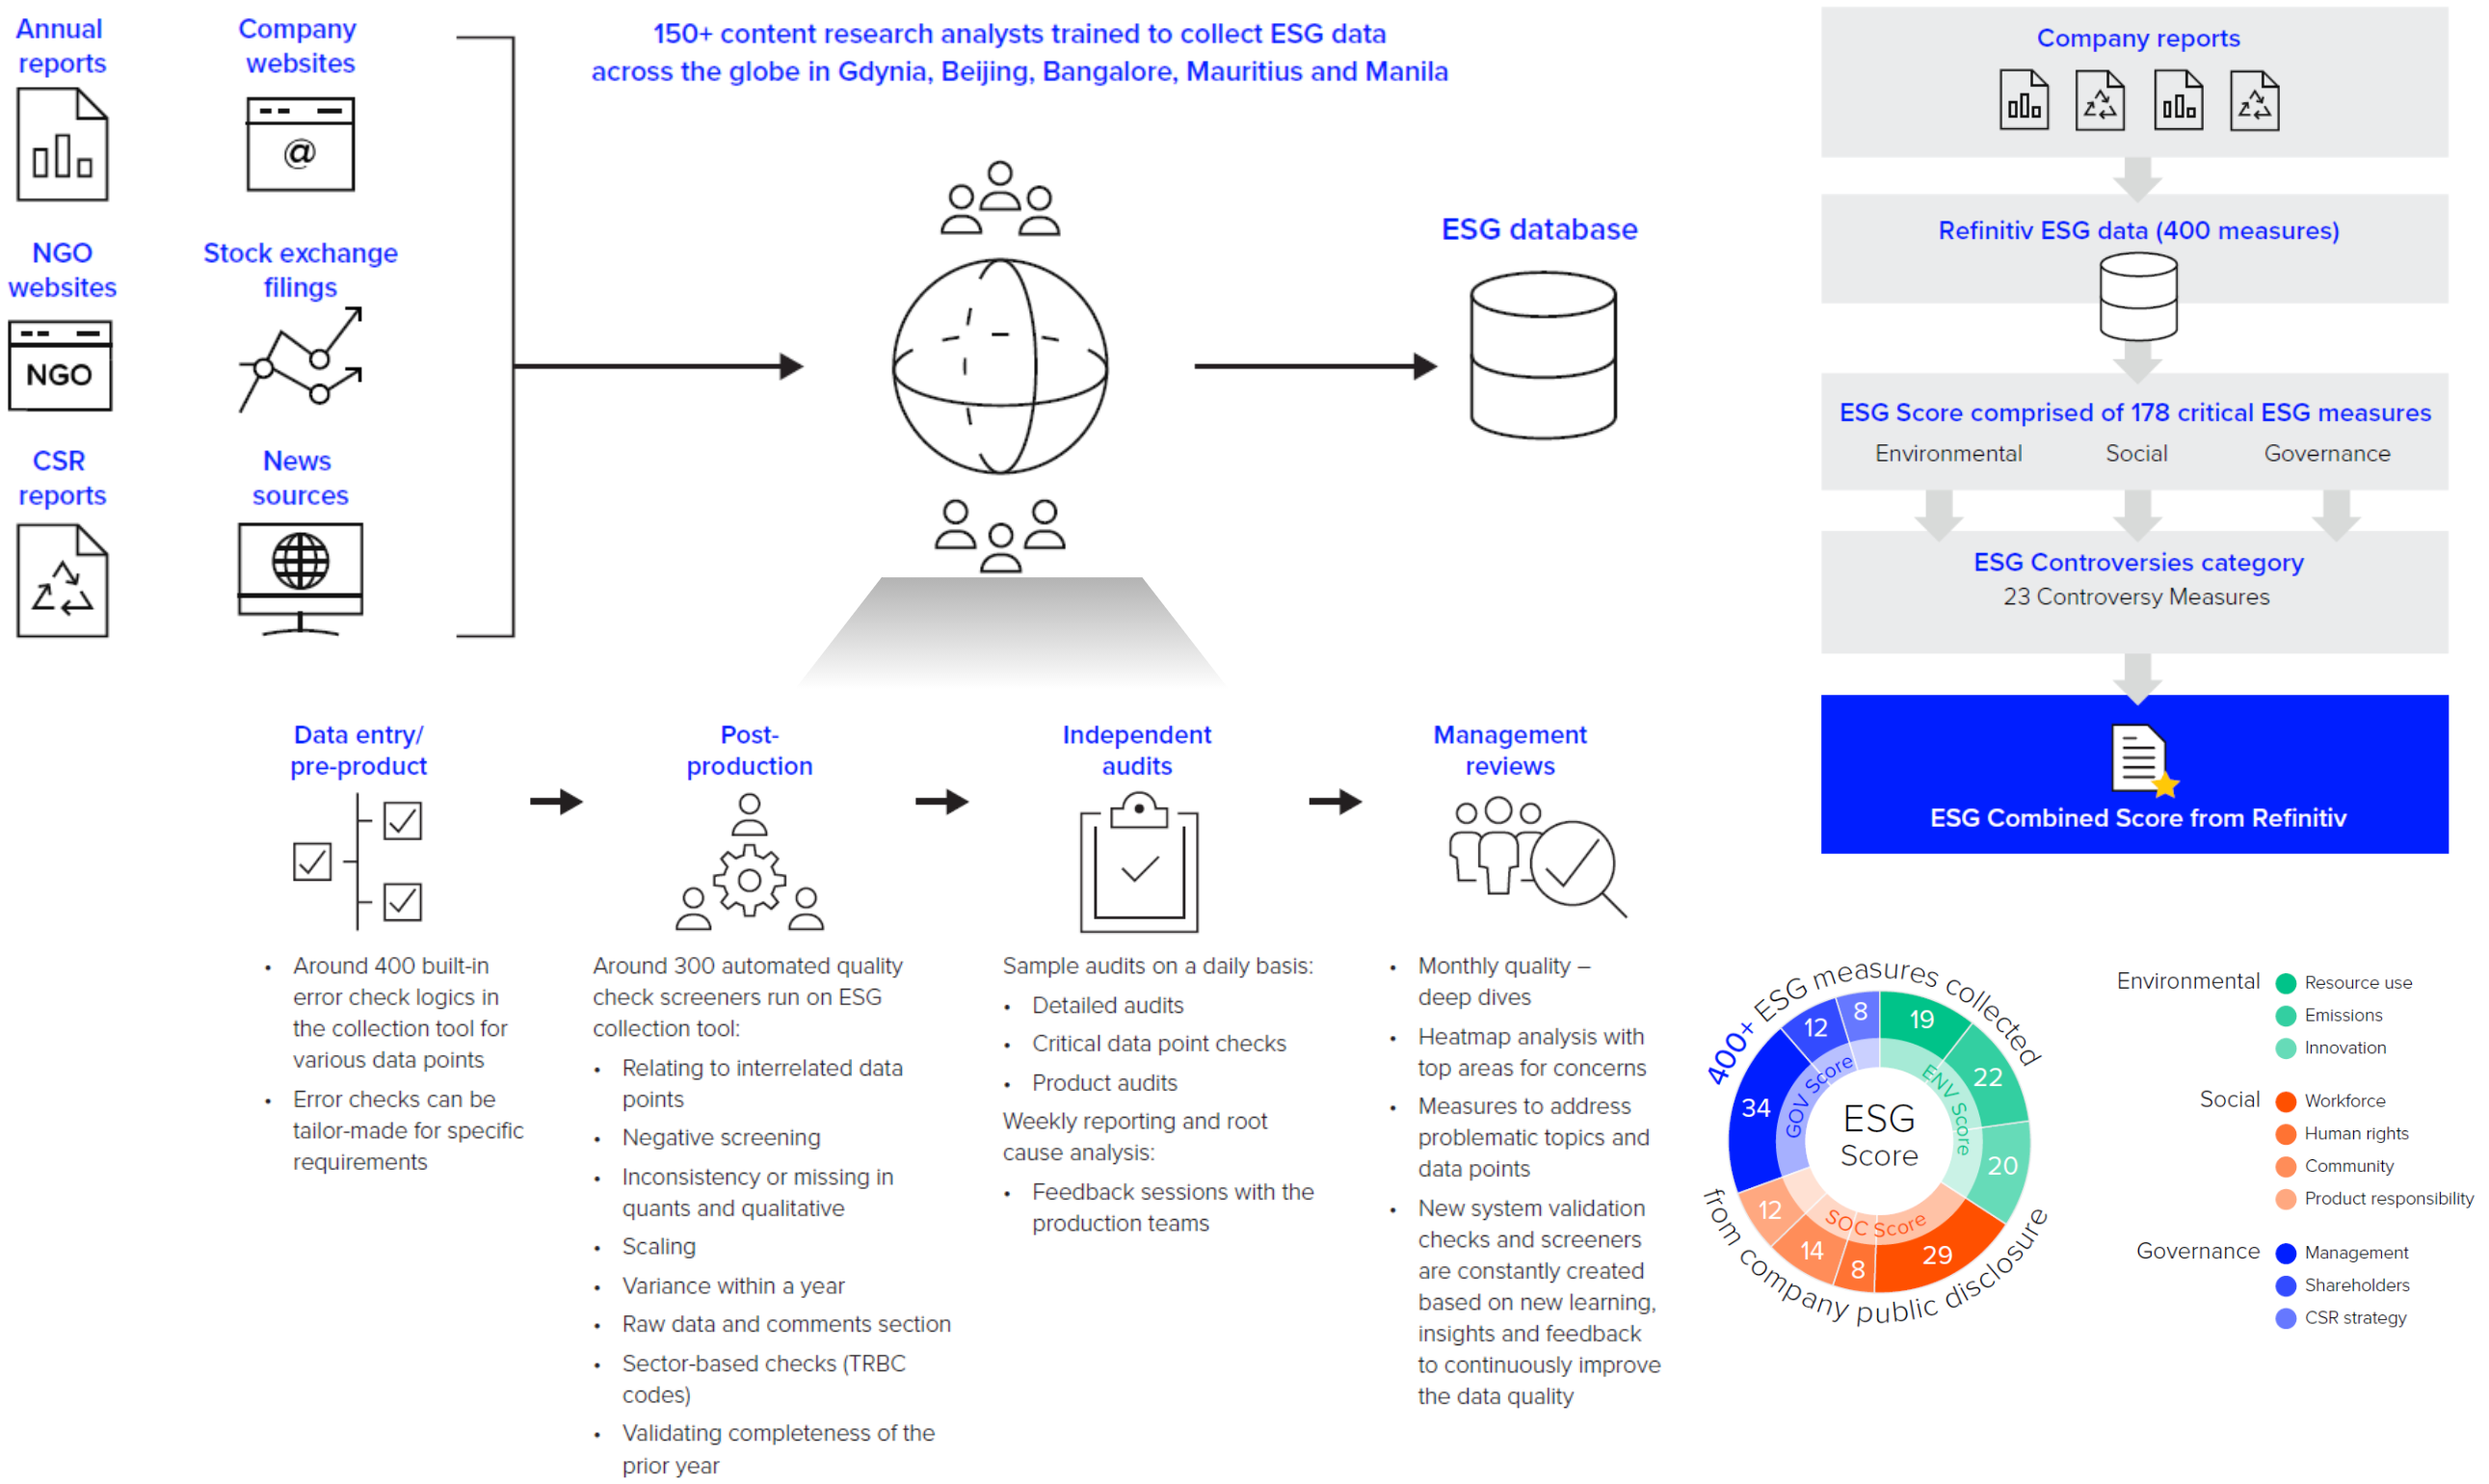 Annual
reports
Company
websites
@
NGO
websites
NGO
Stock exchange
filings
CSR
reports
News
sources
150+ content research analysts trained to collect ESG data
across the globe in Gdynia, Beijing, Bangalore, Mauritius and Manila
ESG database
Data entry/
pre-product
• Around 400 built-in
error check logics in
the collection tool for
various data points
• Error checks can be
tailor-made for specific
requirements
Post-
production
Around 300 automated quality
check screeners run on ESG
collection tool:
• Relating to interrelated data
points
• Negative screening
• Inconsistency or missing in
quants and qualitative
• Scaling
• Variance within a year
• Raw data and comments section
• Sector-based checks (TRBC
codes)
• Validating completeness of the
prior year
Independent
audits
Sample audits on a daily basis:
• Detailed audits
• Critical data point checks
• Product audits
Weekly reporting and root
cause analysis:
• Feedback sessions with the
production teams
Management
reviews
• Monthly quality –
deep dives
• Heatmap analysis with
top areas for concerns
• Measures to address
problematic topics and
data points
• New system validation
checks and screeners
are constantly created
based on new learning,
insights and feedback
to continuously improve
the data quality
Company reports
Refinitiv ESG data (400 measures)
ESG Score comprised of 178 critical ESG measures
Environmental Social Governance
ESG Controversies category
23 Controversy Measures
ESG Combined Score from Refinitiv
400+ ESG measures collected
from company public disclosure
ESG
Score
ENV Score
SOC Score
GOV Score
19
22
20
29
8
14
12
34
12
8
Environmental
Resource use
Emissions
Innovation
Social
Workforce
Human rights
Community
Product responsibility
Governance
Management
Shareholders
CSR strategy